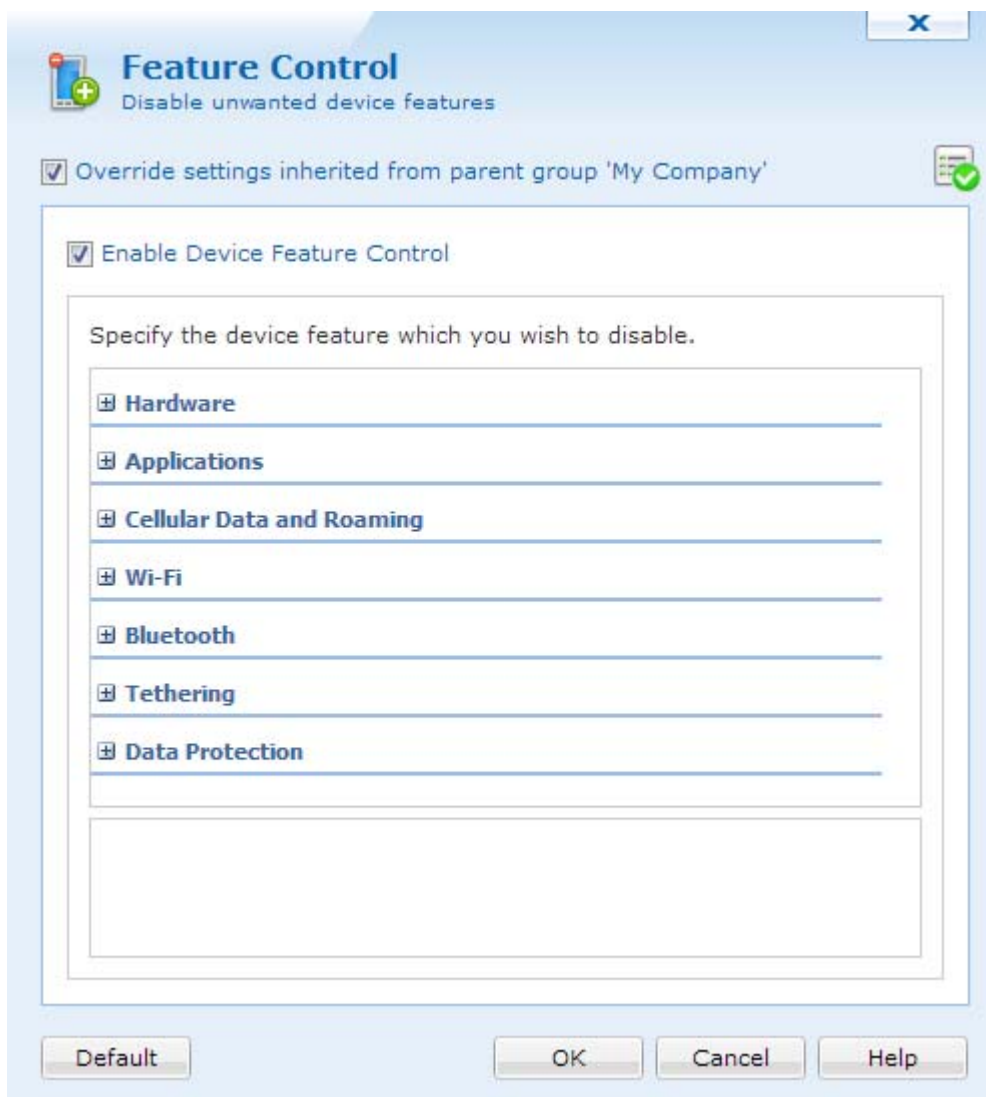 x
Feature Control
Disable unwanted device features
Override settings inherited from parent group 'My Company'
Enable Device Feature Control
Specify the device feature which you wish to disable.
Hardware
Applications
Cellular Data and Roaming
Wi-Fi
Bluetooth
Tethering
Data Protection
Default OK Cancel Help